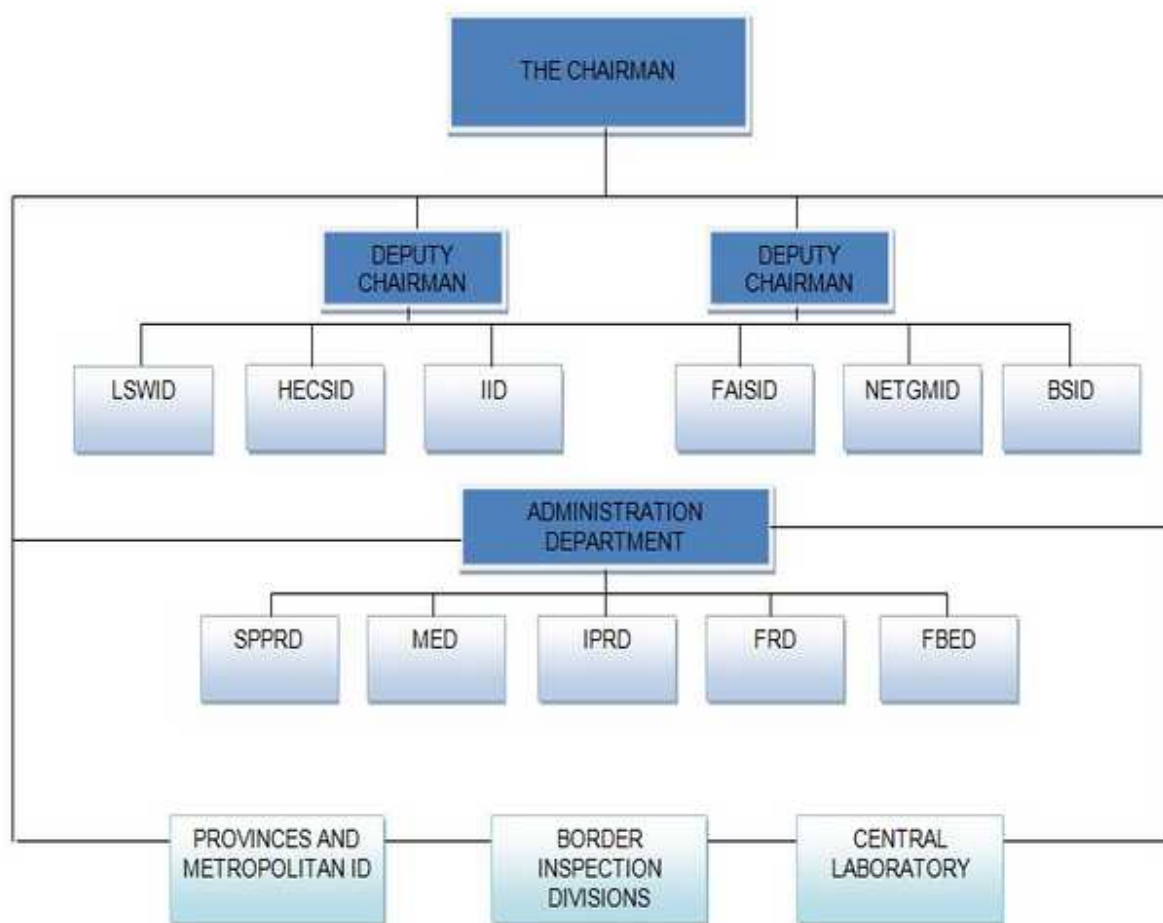 THE CHAIRMAN
DEPUTY
CHAIRMAN
DEPUTY
CHAIRMAN
LSWID
HECSID
IID
FAISID
NETGMID
BSID
ADMINISTRATION
DEPARTMENT
SPPRD
MED
IPRD
FRD
FBED
PROVINCES AND
METROPOLITAN ID
BORDER
INSPECTION
DIVISIONS
CENTRAL
LABORATORY